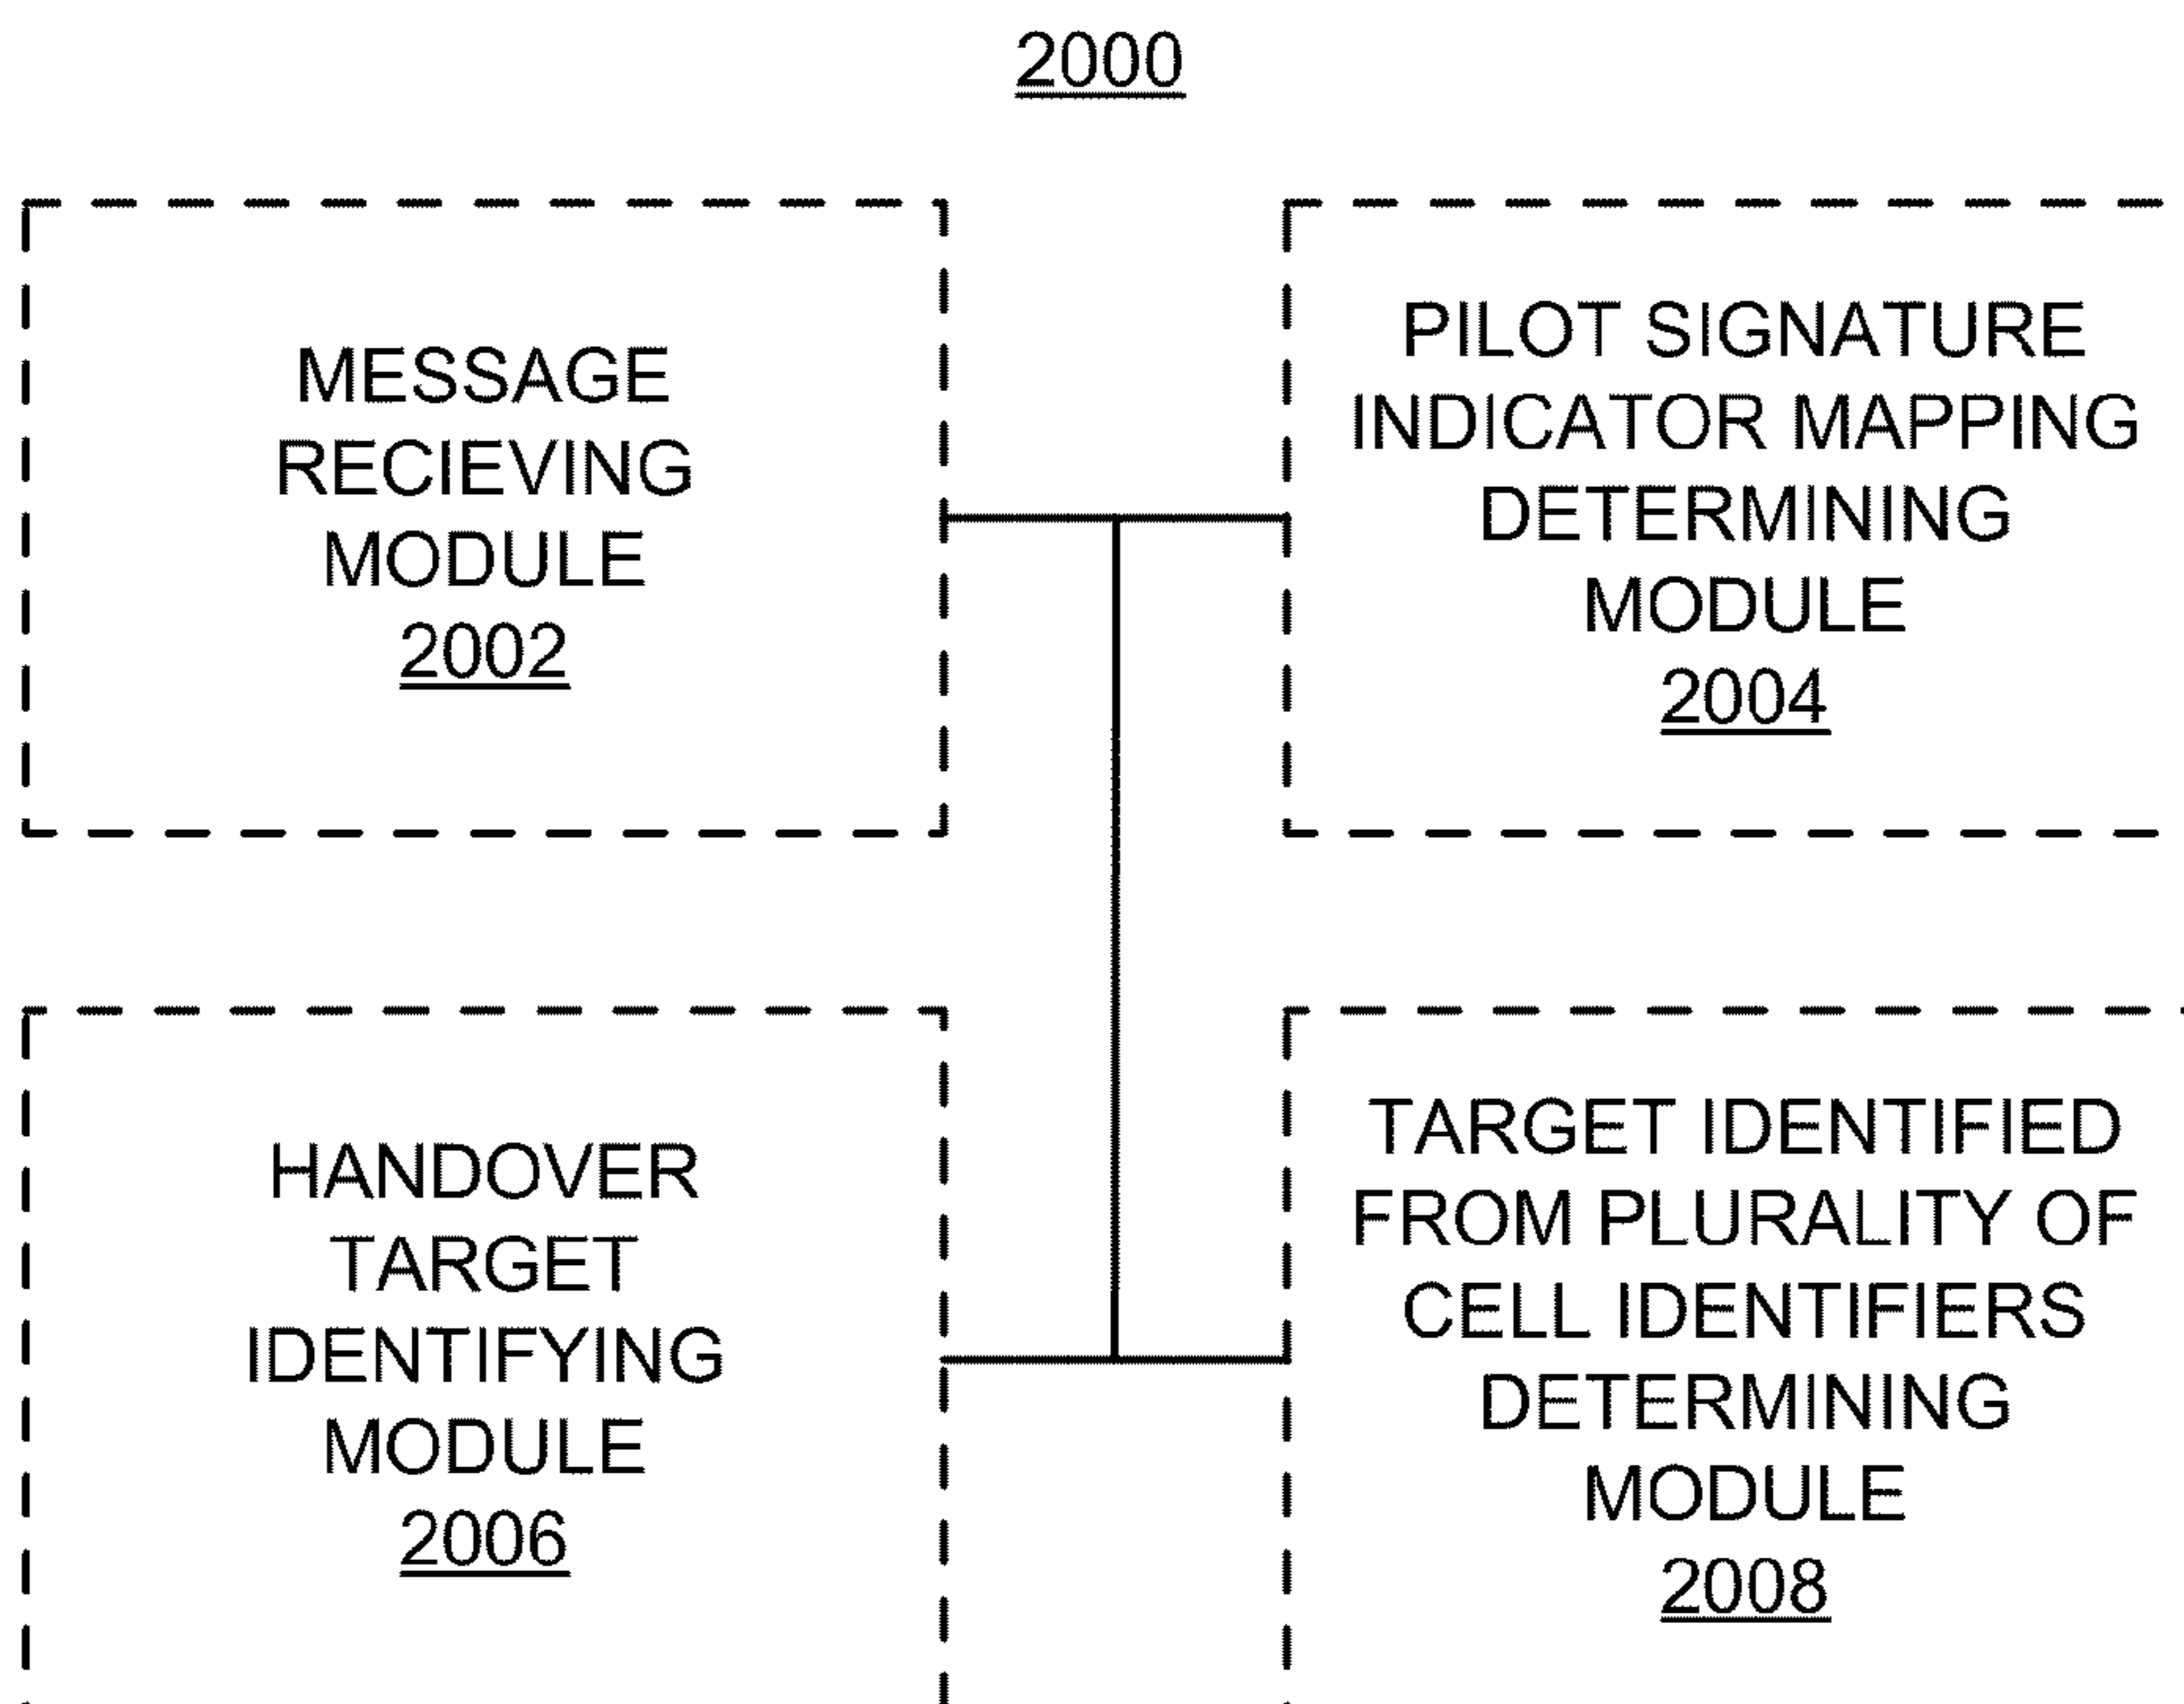 2000
MESSAGE
RECIEVING
MODULE
2002
PILOT SIGNATURE
INDICATOR MAPPING
DETERMINING
MODULE
2004
HANDOVER
TARGET
IDENTIFYING
MODULE
2006
TARGET IDENTIFIED
FROM PLURALITY OF
CELL IDENTIFIERS
DETERMINING
MODULE
2008